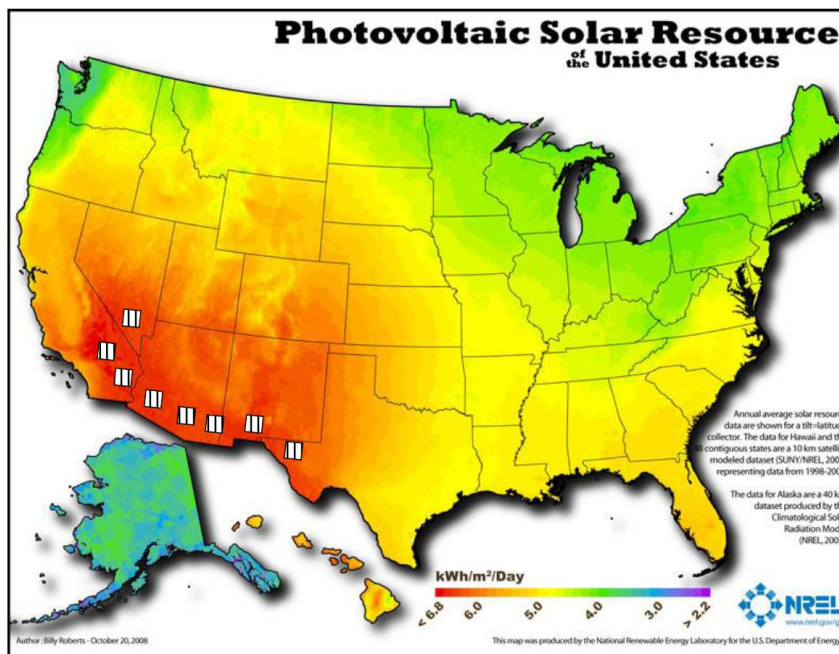 Photovoltaic Solar Resource
of the United States
Annual average solar resour
data are shown for a tilt=latitud
collector. The data for Hawaii and th
48 contiguous states are a 10 km satelli
modeled dataset (SUNY/NREL, 200
representing data from 1998-200
The data for Alaska are a 40 k
dataset produced by th
Climatological Sol
Radiation Mod
(NREL, 200
kWh/m²/Day
< 6.8 6.0 5.0 4.0 3.0 > 2.2
NREL
www.nrel.gov/g
Author : Billy Roberts - October 20, 2008
This map was produced by the National Renewable Energy Laboratory for the U.S. Department of Energy